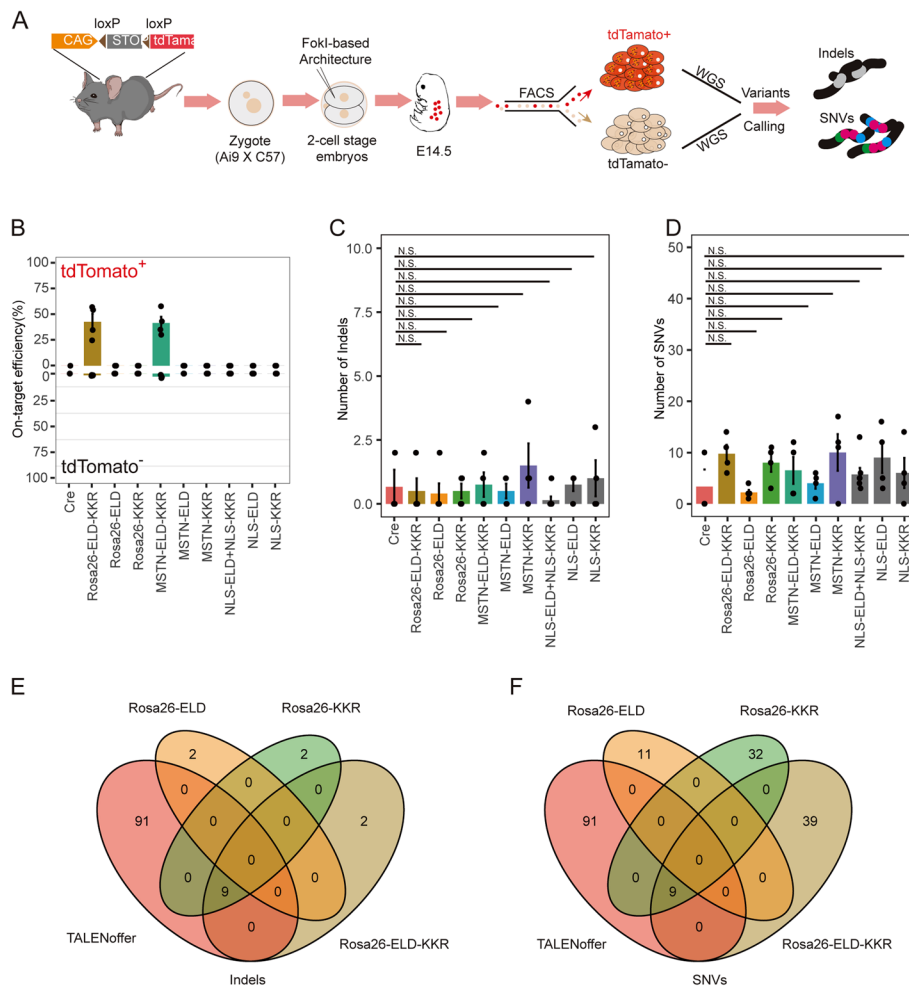 A
loxP
loxP
CAG
STO
tdTama
FokI-based
Architecture
Zygote
(Ai9 X C57)
2-cell stage
embryos
E14.5
FACS
tdTamato+
tdTamato-
WGS
WGS
Variants
Calling
Indels
SNVs
B
On-target efficiency(%)
100
75
50
25
0
0
25
50
75
100
tdTomato+
tdTomato-
Cre
Rosa26-ELD-KKR
Rosa26-ELD
Rosa26-KKR
MSTN-ELD-KKR
MSTN-ELD
MSTN-KKR
NLS-ELD+NLS-KKR
NLS-ELD
NLS-KKR
C
Number of Indels
10.0
7.5
5.0
2.5
0.0
N.S.
N.S.
N.S.
N.S.
N.S.
N.S.
N.S.
N.S.
Cre
Rosa26-ELD-KKR
Rosa26-ELD
Rosa26-KKR
MSTN-ELD-KKR
MSTN-ELD
MSTN-KKR
NLS-ELD+NLS-KKR
NLS-ELD
NLS-KKR
D
Number of SNVs
50
40
30
20
10
0
N.S.
N.S.
N.S.
N.S.
N.S.
N.S.
N.S.
N.S.
Cre
Rosa26-ELD-KKR
Rosa26-ELD
Rosa26-KKR
MSTN-ELD-KKR
MSTN-ELD
MSTN-KKR
NLS-ELD+NLS-KKR
NLS-ELD
NLS-KKR
E
Rosa26-ELD
Rosa26-KKR
2
2
0
0
0
91
0
0
2
0
0
9
0
0
0
TALENoffer
Rosa26-ELD-KKR
Indels
F
Rosa26-ELD
Rosa26-KKR
11
32
0
0
0
91
0
0
39
0
0
9
0
0
0
TALENoffer
Rosa26-ELD-KKR
SNVs